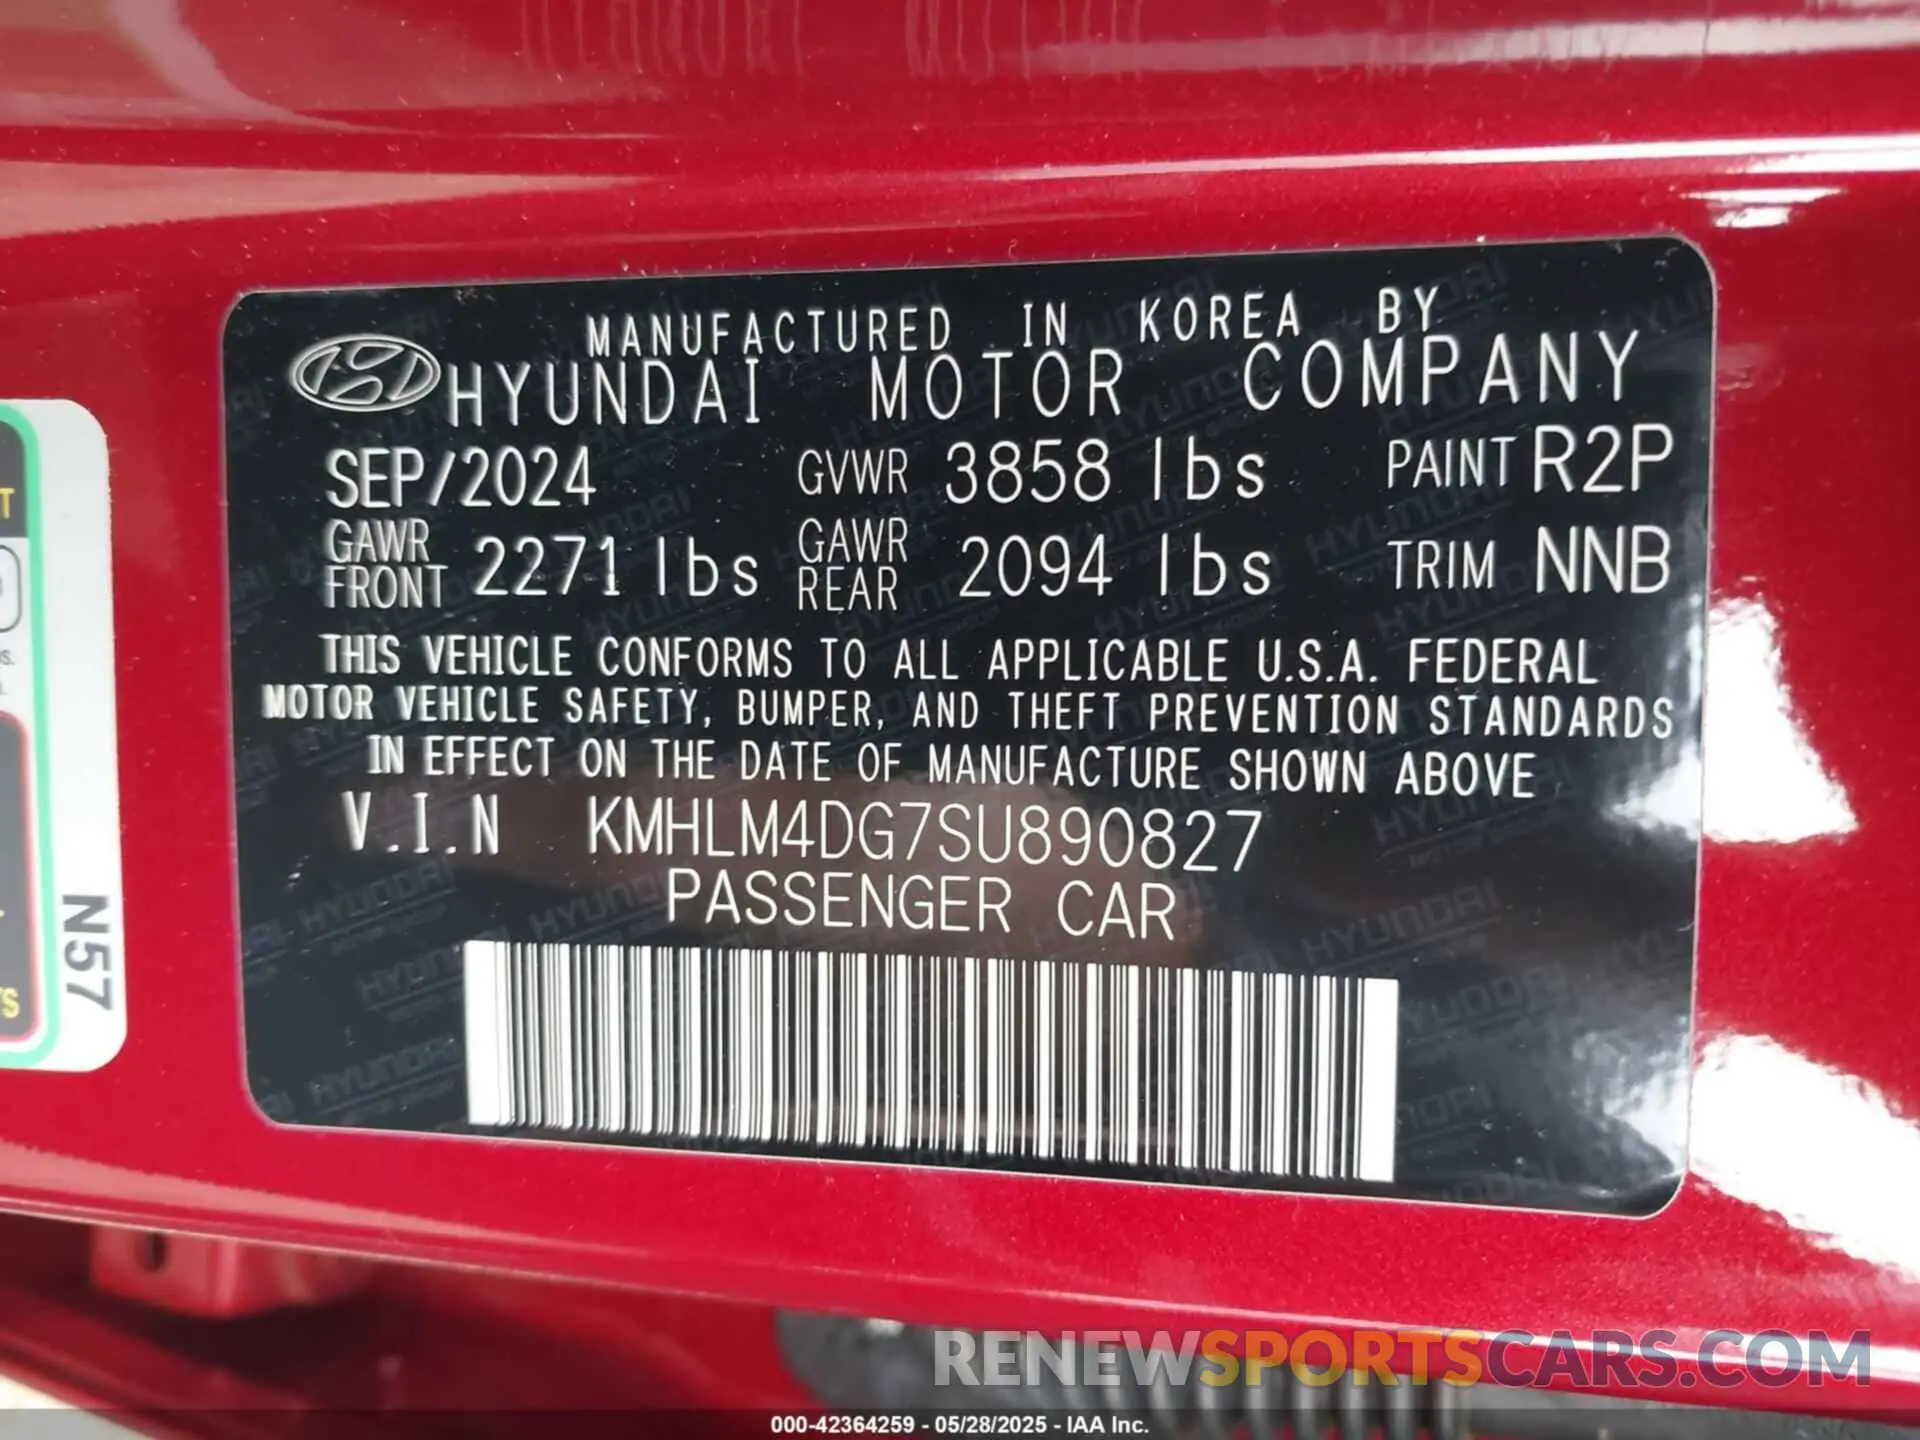 MANUFACTURED IN KOREA BY
HYUNDAI MOTOR COMPANY
SEP/2024 GVWR 3858 lbs PAINT R2P
GAWR FRONT 2271 lbs GAWR REAR 2094 lbs TRIM NNB
THIS VEHICLE CONFORMS TO ALL APPLICABLE U.S.A. FEDERAL
MOTOR VEHICLE SAFETY, BUMPER, AND THEFT PREVENTION STANDARDS
IN EFFECT ON THE DATE OF MANUFACTURE SHOWN ABOVE
V.I.N KMHLM4DG7SU890827
PASSENGER CAR
N57
RENEWSPORTSCARS.COM
000-42364259 - 05/28/2025 - IAA Inc.